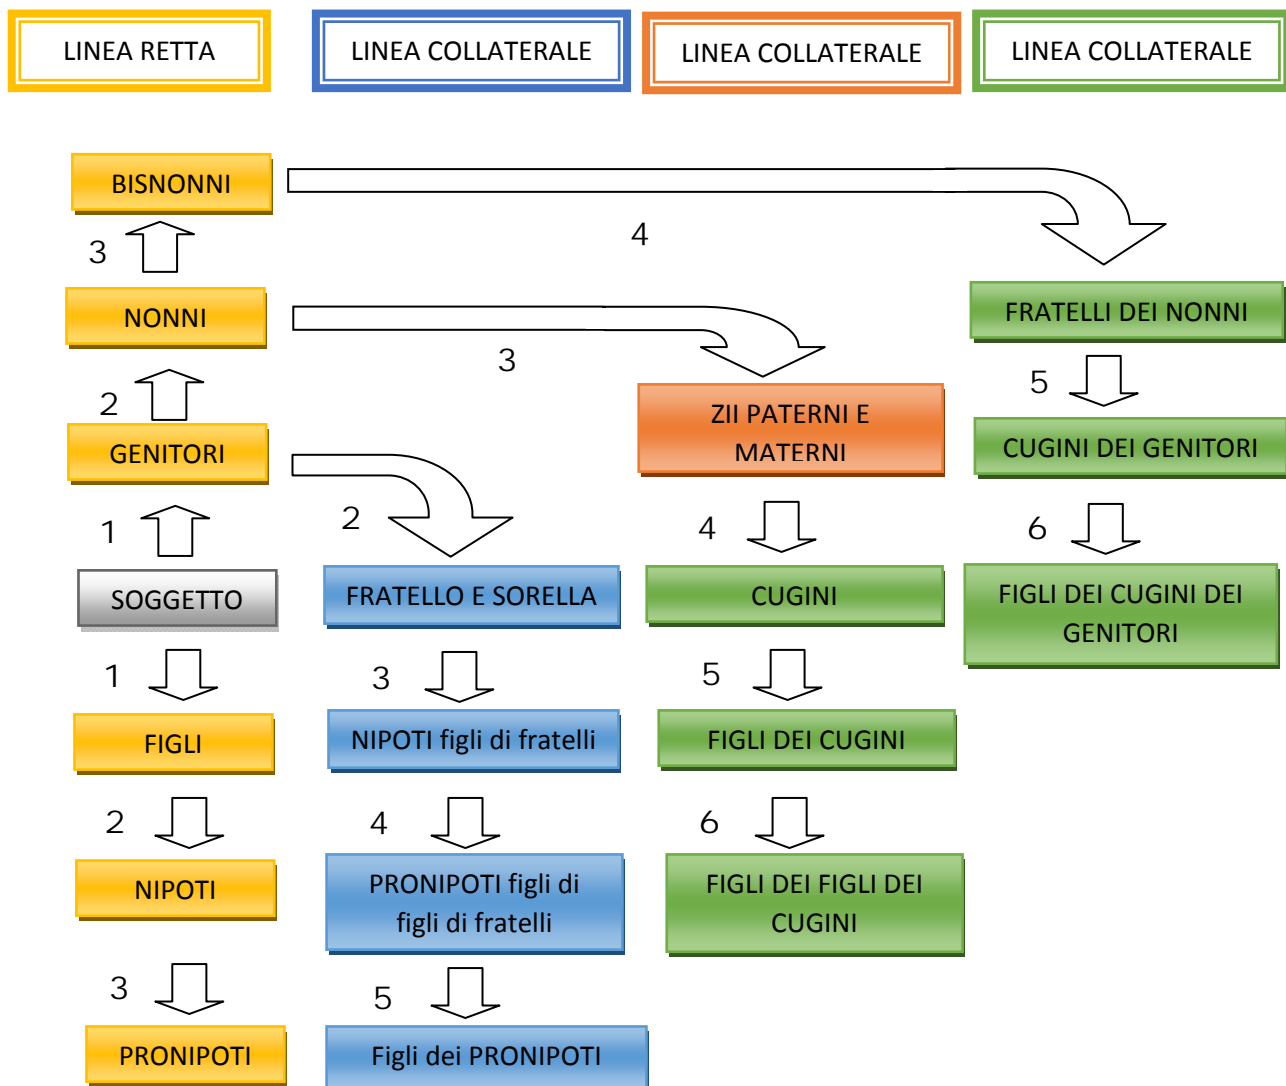 LINEA RETTA
LINEA COLLATERALE
LINEA COLLATERALE
LINEA COLLATERALE
BISNONNI
3
4
NONNI
3
FRATELLI DEI NONNI
2
5
ZII PATERNI E
MATERNI
GENITORI
CUGINI DEI GENITORI
1
2
4
6
SOGGETTO
FRATELLO E SORELLA
CUGINI
FIGLI DEI CUGINI DEI
GENITORI
1
3
5
FIGLI
NIPOTI figli di fratelli
FIGLI DEI CUGINI
2
4
6
NIPOTI
PRONIPOTI figli di
figli di fratelli
FIGLI DEI FIGLI DEI
CUGINI
3
5
PRONIPOTI
Figli dei PRONIPOTI